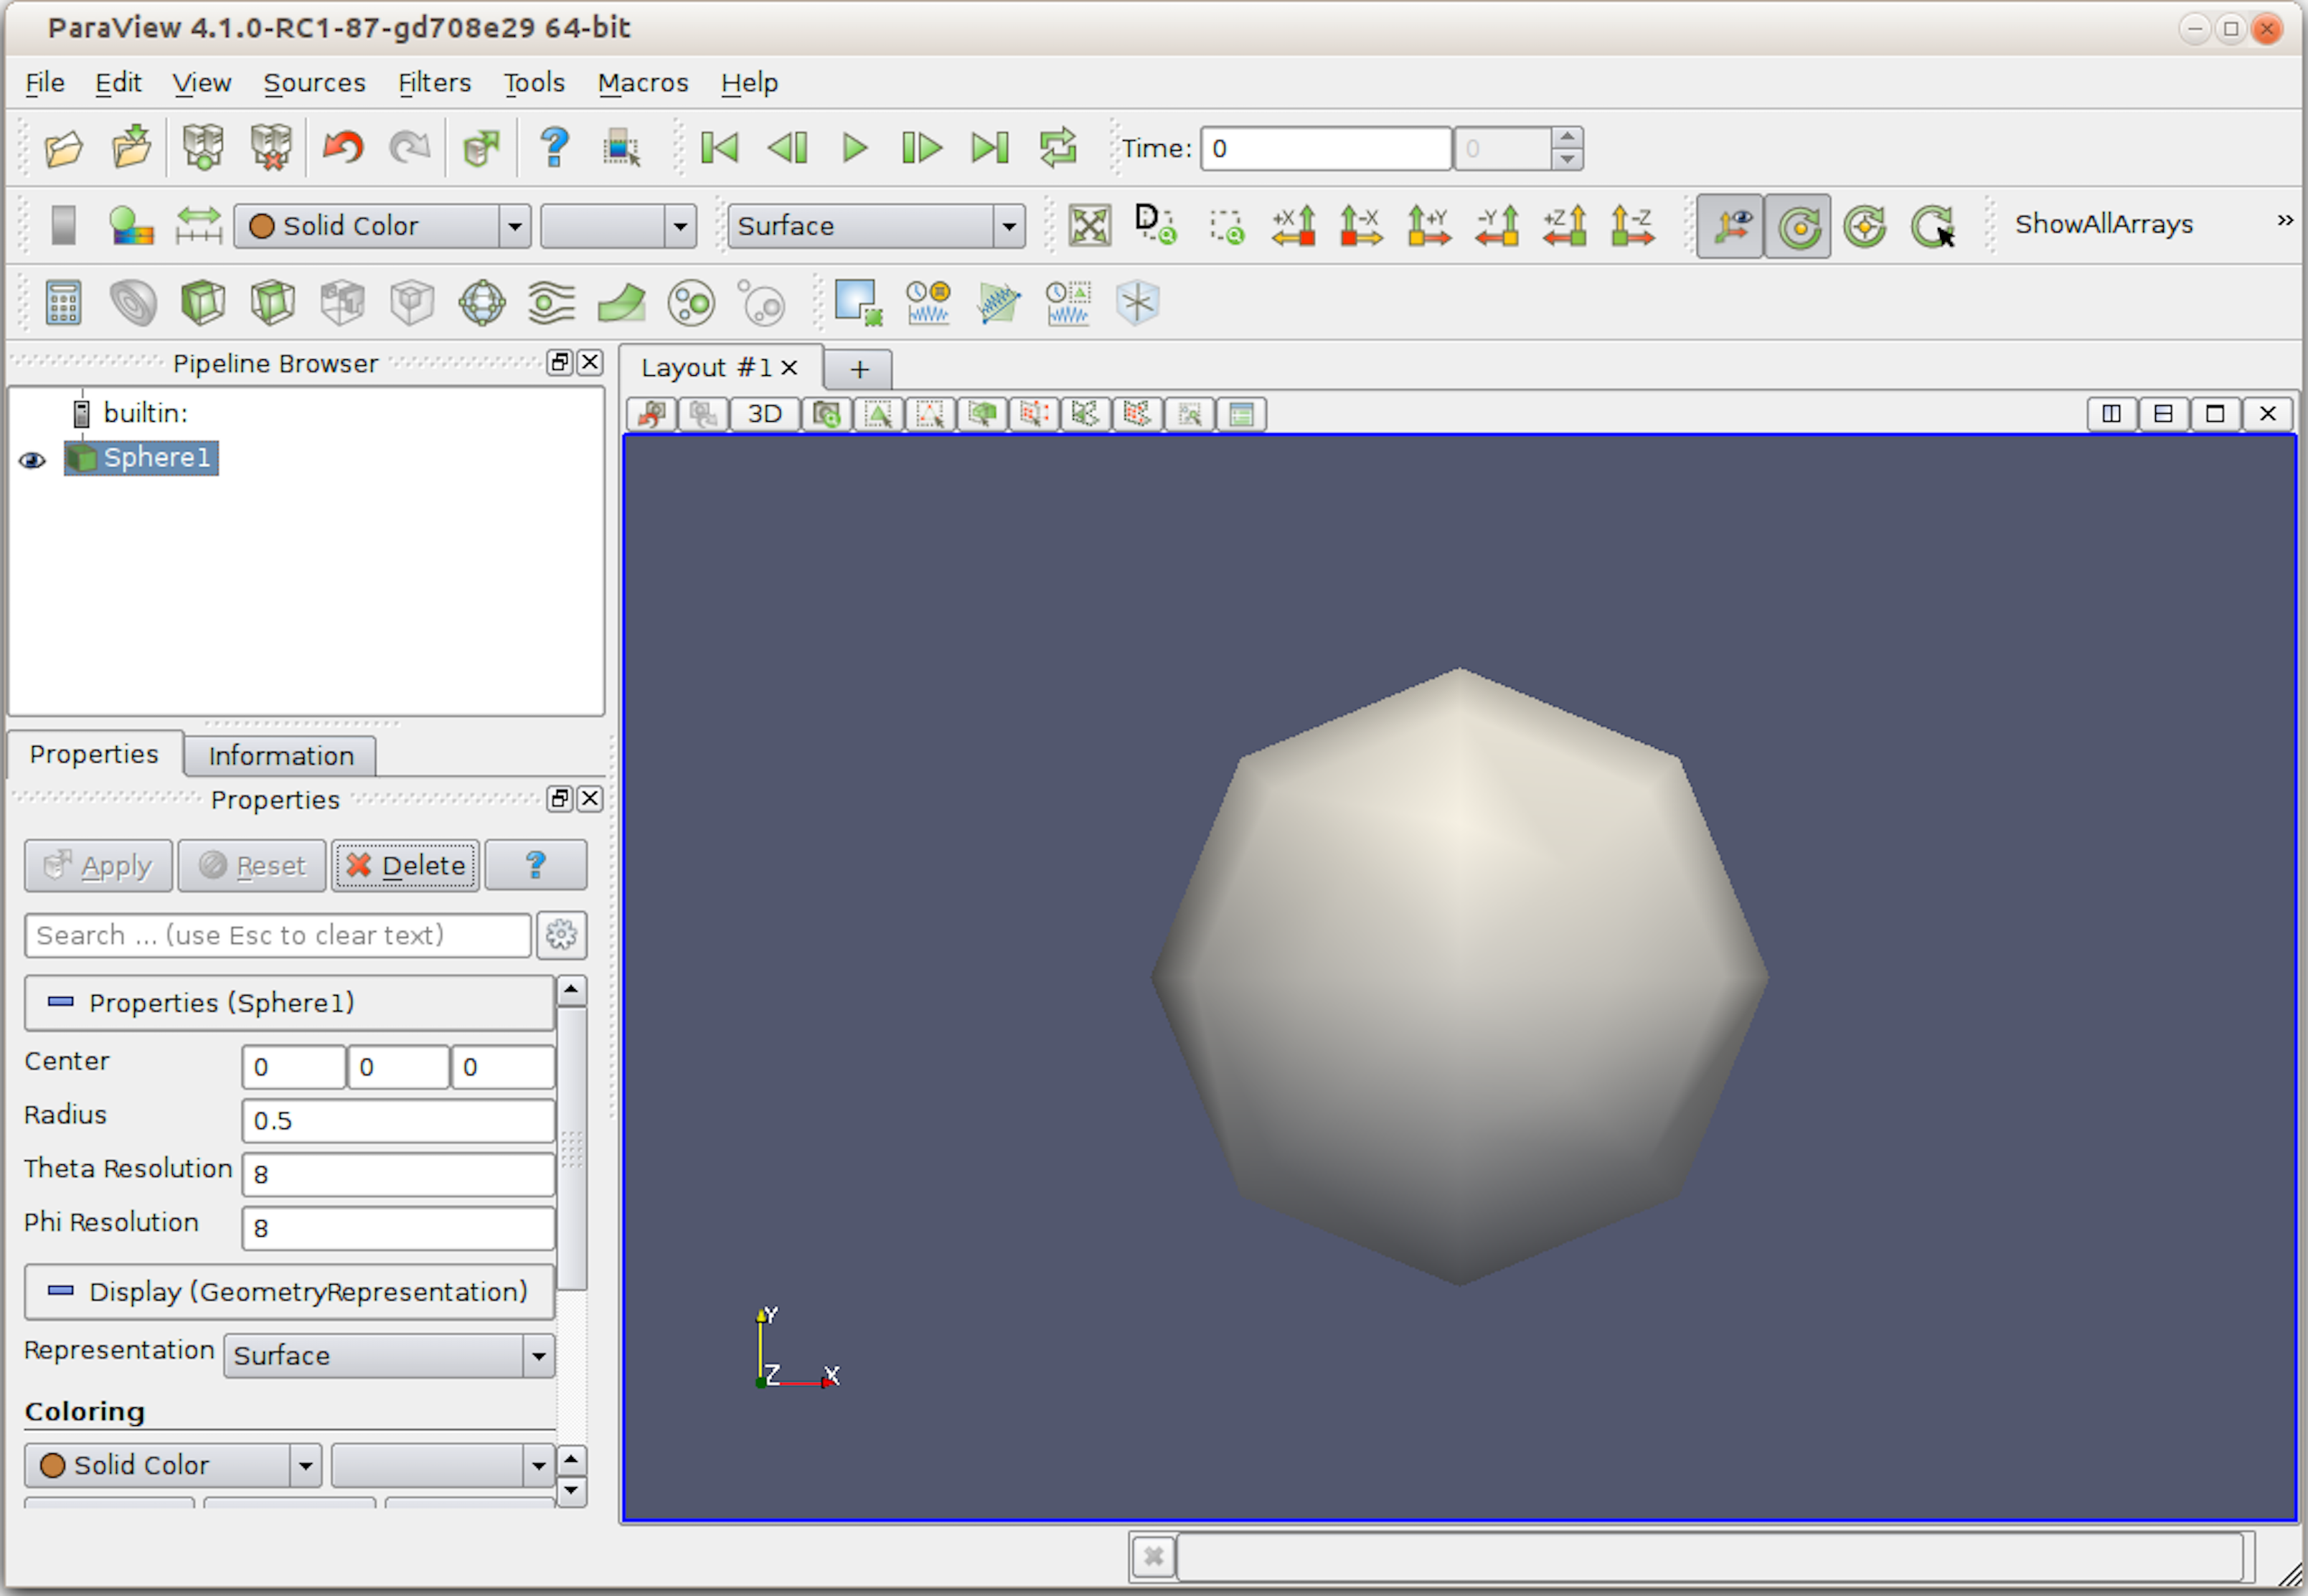 ParaView 4.1.0-RC1-87-gd708e29 64-bit
File Edit View Sources Filters Tools Macros Help
Time: 0 0
Solid Color Surface D +X -X +Y -Y +Z -Z ShowAllArrays »
Pipeline Browser
Layout #1 +
builtin:
3D
Sphere1
Properties Information
Properties
Apply Reset Delete ?
Search ... (use Esc to clear text)
Properties (Sphere1)
Center 0 0 0
Radius 0.5
Theta Resolution 8
Phi Resolution 8
Display (GeometryRepresentation)
Representation Surface
Coloring
Solid Color
Y
Z X